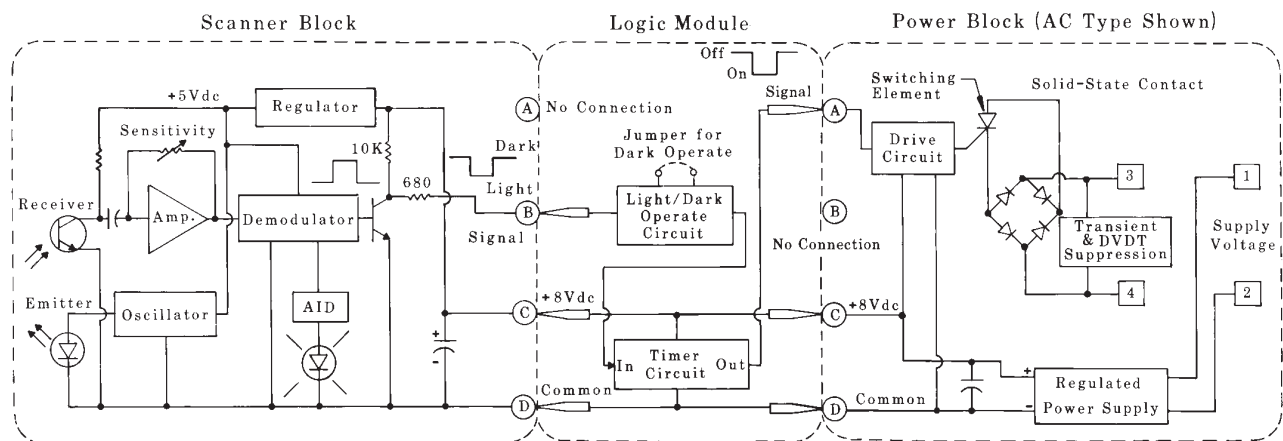 Scanner Block
Logic Module
Power Block (AC Type Shown)
+5Vdc
Regulator
Sensitivity
10K
Dark
Light
680
Receiver
Amp.
Demodulator
Signal
Emitter
Oscillator
AID
+
-
A
No Connection
B
C
D
Off
On
Signal
Jumper for
Dark Operate
Light/Dark
Operate
Circuit
+8Vdc
In
Timer
Circuit
Out
Common
A
B
No Connection
C
+8Vdc
D
Common
Switching
Element
Solid-State Contact
Drive
Circuit
3
4
Transient
& DVDT
Suppression
1
2
Supply
Voltage
+
-
Regulated
Power Supply